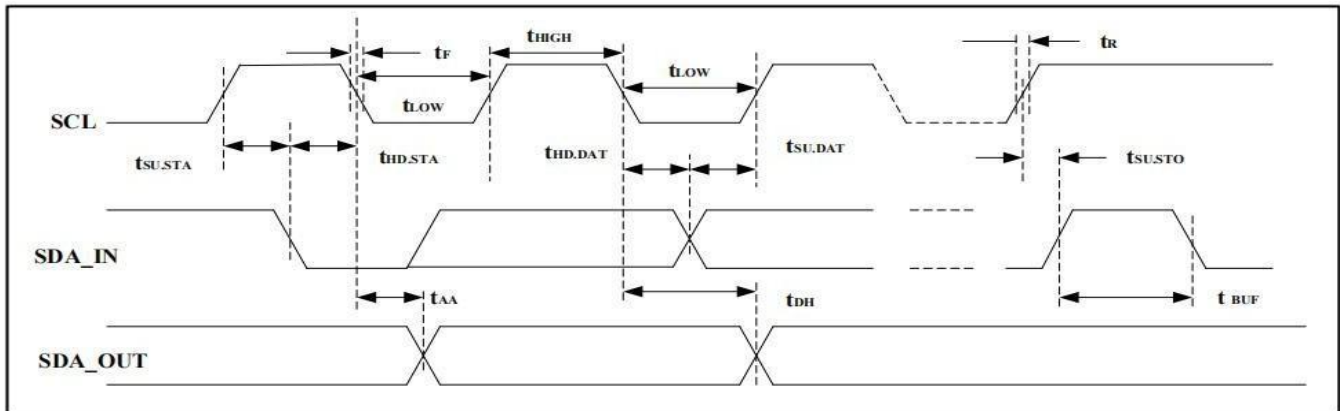 tF
tHIGH
tLOW
tR
SCL
tLOW
tSU.STA
tHD.STA
tHD.DAT
tSU.DAT
tSU.STO
SDA_IN
tAA
tDH
t BUF
SDA_OUT